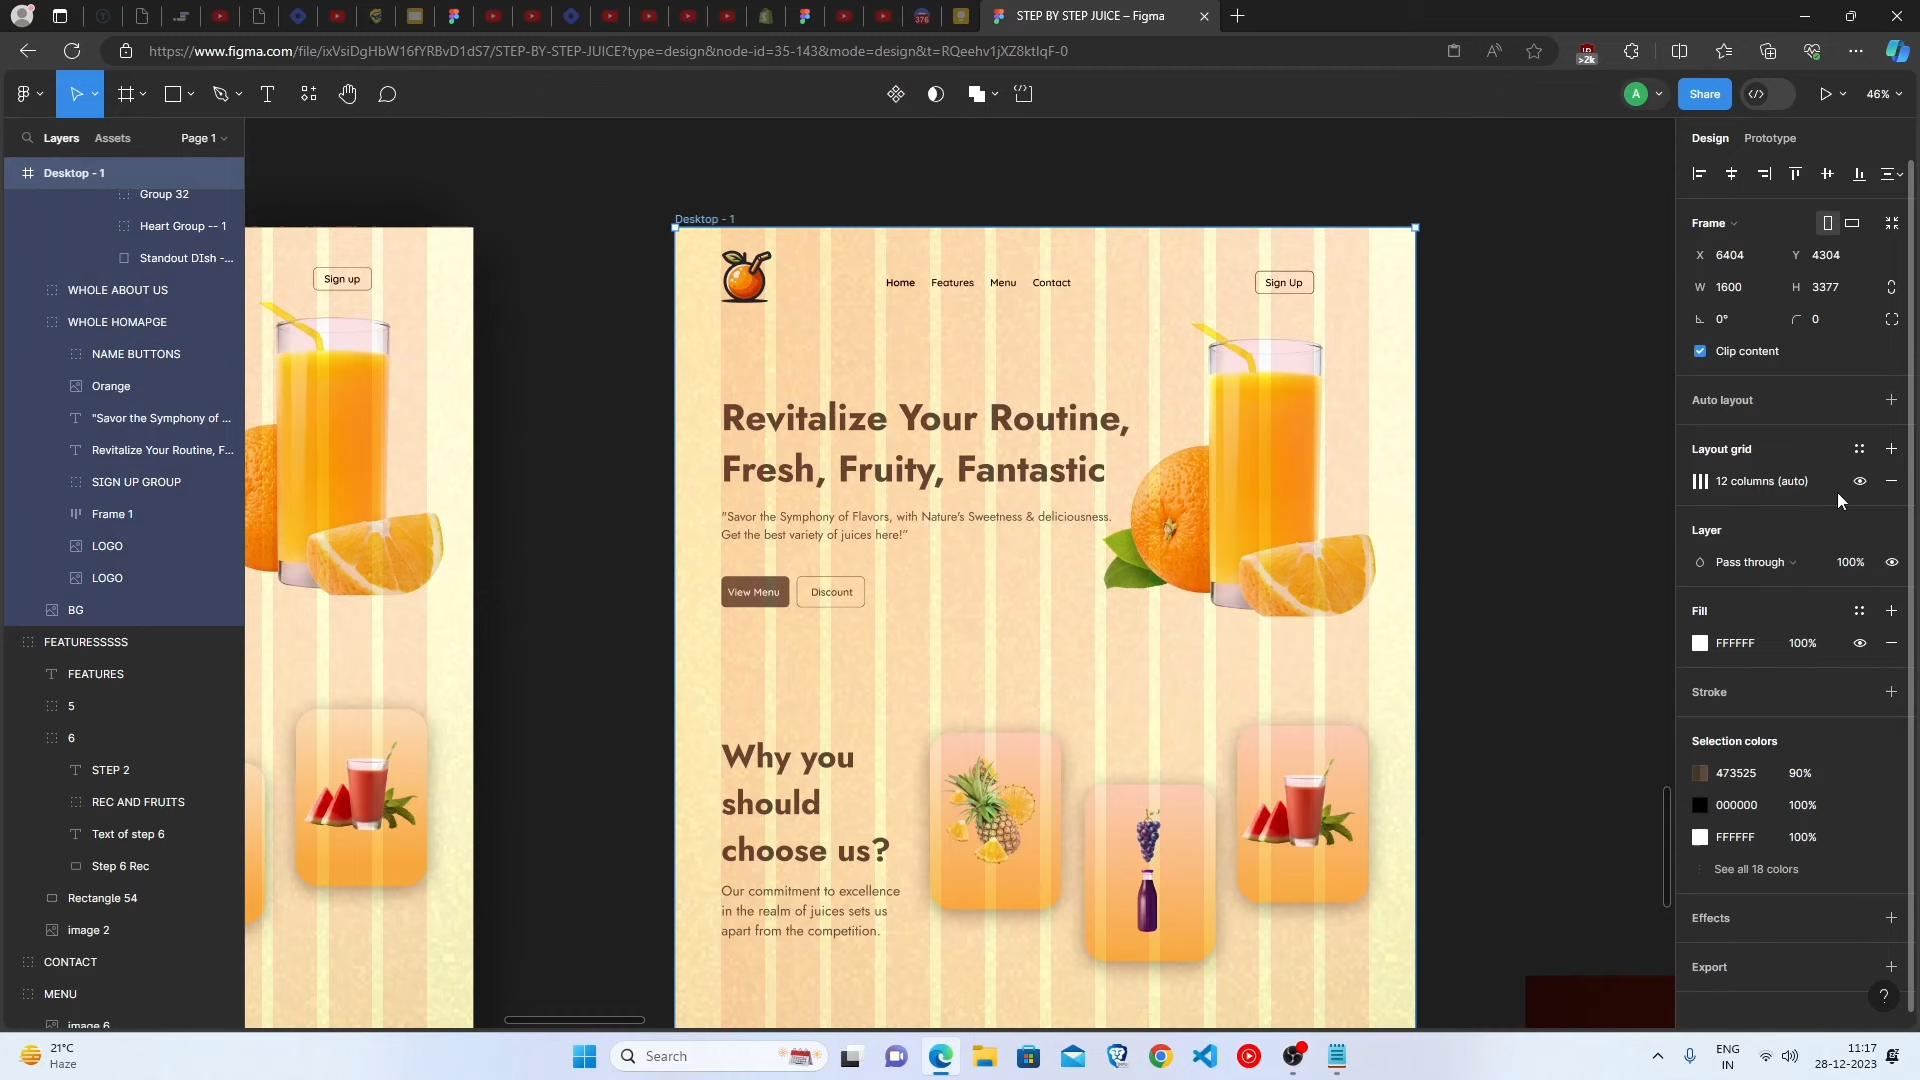 STEP BY STEP JUICE – Figma
376
https://www.figma.com/file/ixVsiDgHbW16fYRBvD1dS7/STEP-BY-STEP-JUICE?type=design&node-id=35-143&mode=design&t=RQeehv1jXZ8ktlqF-0
>2k
A
Share
46%
Layers
Assets
Page 1
Desktop - 1
Group 32
Heart Group -- 1
Standout DIsh -...
WHOLE ABOUT US
WHOLE HOMAPGE
NAME BUTTONS
Orange
"Savor the Symphony of ...
Revitalize Your Routine, F...
SIGN UP GROUP
Frame 1
LOGO
LOGO
BG
FEATURESSSSS
FEATURES
5
6
STEP 2
REC AND FRUITS
Text of step 6
Step 6 Rec
Rectangle 54
image 2
CONTACT
MENU
image 6
Sign up
Desktop - 1
Home
Features
Menu
Contact
Sign Up
Revitalize Your Routine,
Fresh, Fruity, Fantastic
"Savor the Symphony of Flavors, with Nature's Sweetness & deliciousness.
Get the best variety of juices here!"
View Menu
Discount
Why you
should
choose us?
Our commitment to excellence
in the realm of juices sets us
apart from the competition.
Design
Prototype
Frame
X 6404
Y 4304
W 1600
H 3377
0°
0
Clip content
Auto layout
Layout grid
12 columns (auto)
Layer
Pass through
100%
Fill
FFFFFF
100%
Stroke
Selection colors
473525
90%
000000
100%
FFFFFF
100%
See all 18 colors
Effects
Export
?
21°C
Haze
Search
ENG
IN
11:17
28-12-2023